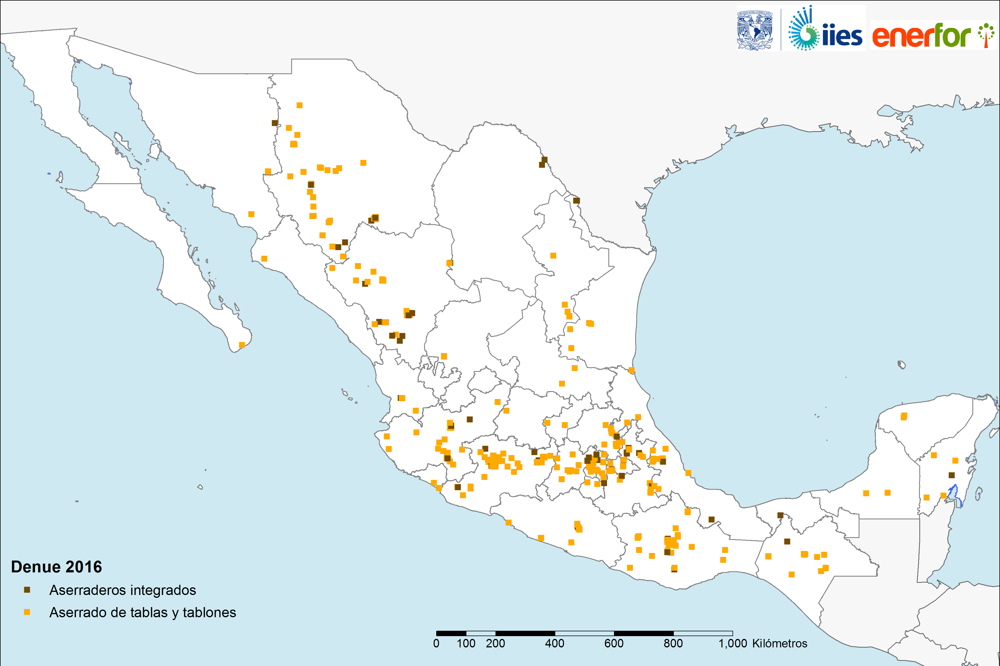 iies
enerfor
Denue 2016
Aserraderos integrados
Aserrado de tablas y tablones
0 100 200 400 600 800 1,000 Kilómetros